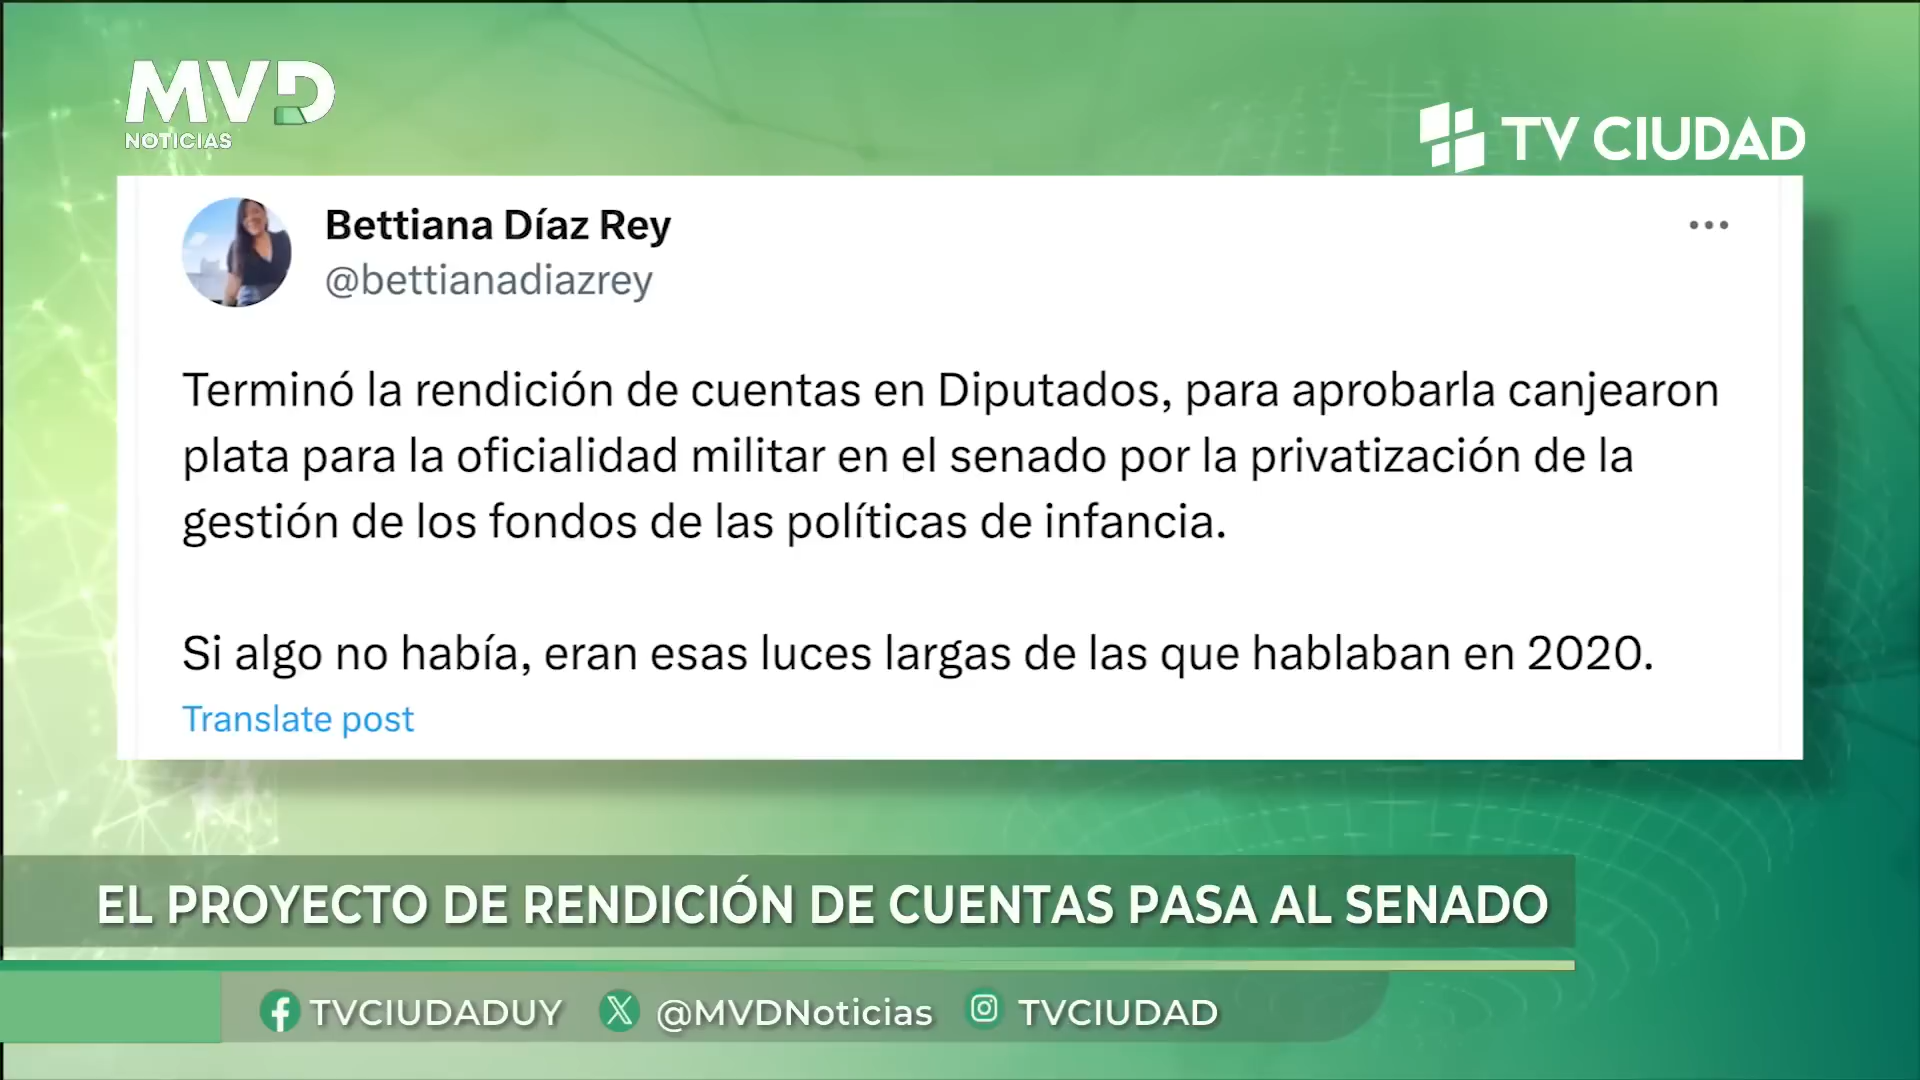 MVD
NOTICIAS
TV CIUDAD
Bettiana Díaz Rey
@bettianadiazrey
Terminó la rendición de cuentas en Diputados, para aprobarla canjearon
plata para la oficialidad militar en el senado por la privatización de la
gestión de los fondos de las políticas de infancia.
Si algo no había, eran esas luces largas de las que hablaban en 2020.
Translate post
EL PROYECTO DE RENDICIÓN DE CUENTAS PASA AL SENADO
TVCIUDADUY @MVDNoticias TVCIUDAD